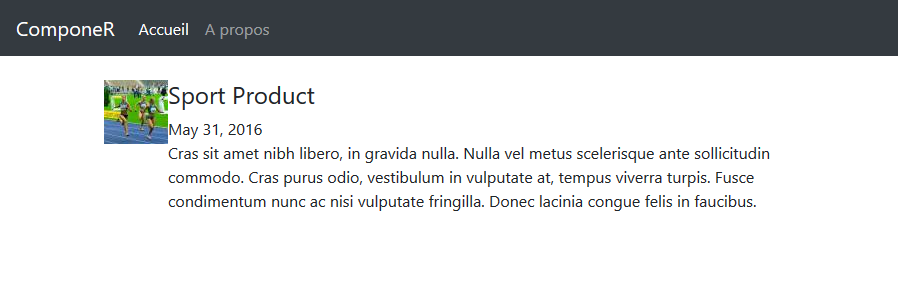 ComponeR Accueil A propos
Sport Product
May 31, 2016
Cras sit amet nibh libero, in gravida nulla. Nulla vel metus scelerisque ante sollicitudin
commodo. Cras purus odio, vestibulum in vulputate at, tempus viverra turpis. Fusce
condimentum nunc ac nisi vulputate fringilla. Donec lacinia congue felis in faucibus.